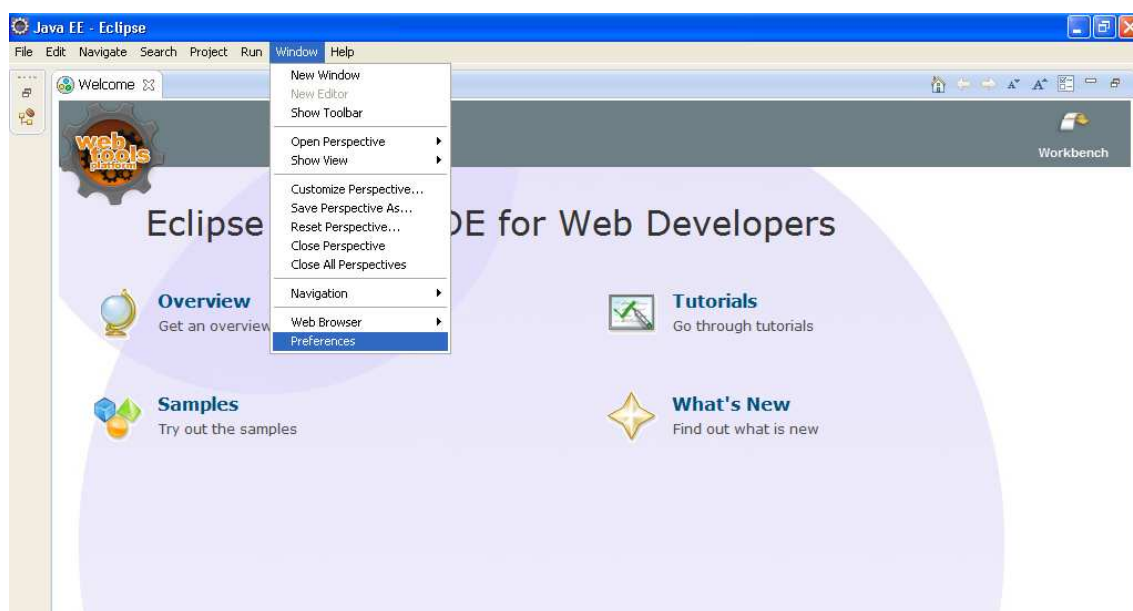 Java EE - Eclipse
File Edit Navigate Search Project Run Window Help
Welcome
New Window
New Editor
Show Toolbar
Open Perspective
Show View
Customize Perspective...
Save Perspective As...
Reset Perspective...
Close Perspective
Close All Perspectives
Navigation
Web Browser
Preferences
web
tools
platform
Workbench
Eclipse DE for Web Developers
Overview
Get an overview
Tutorials
Go through tutorials
Samples
Try out the samples
What's New
Find out what is new